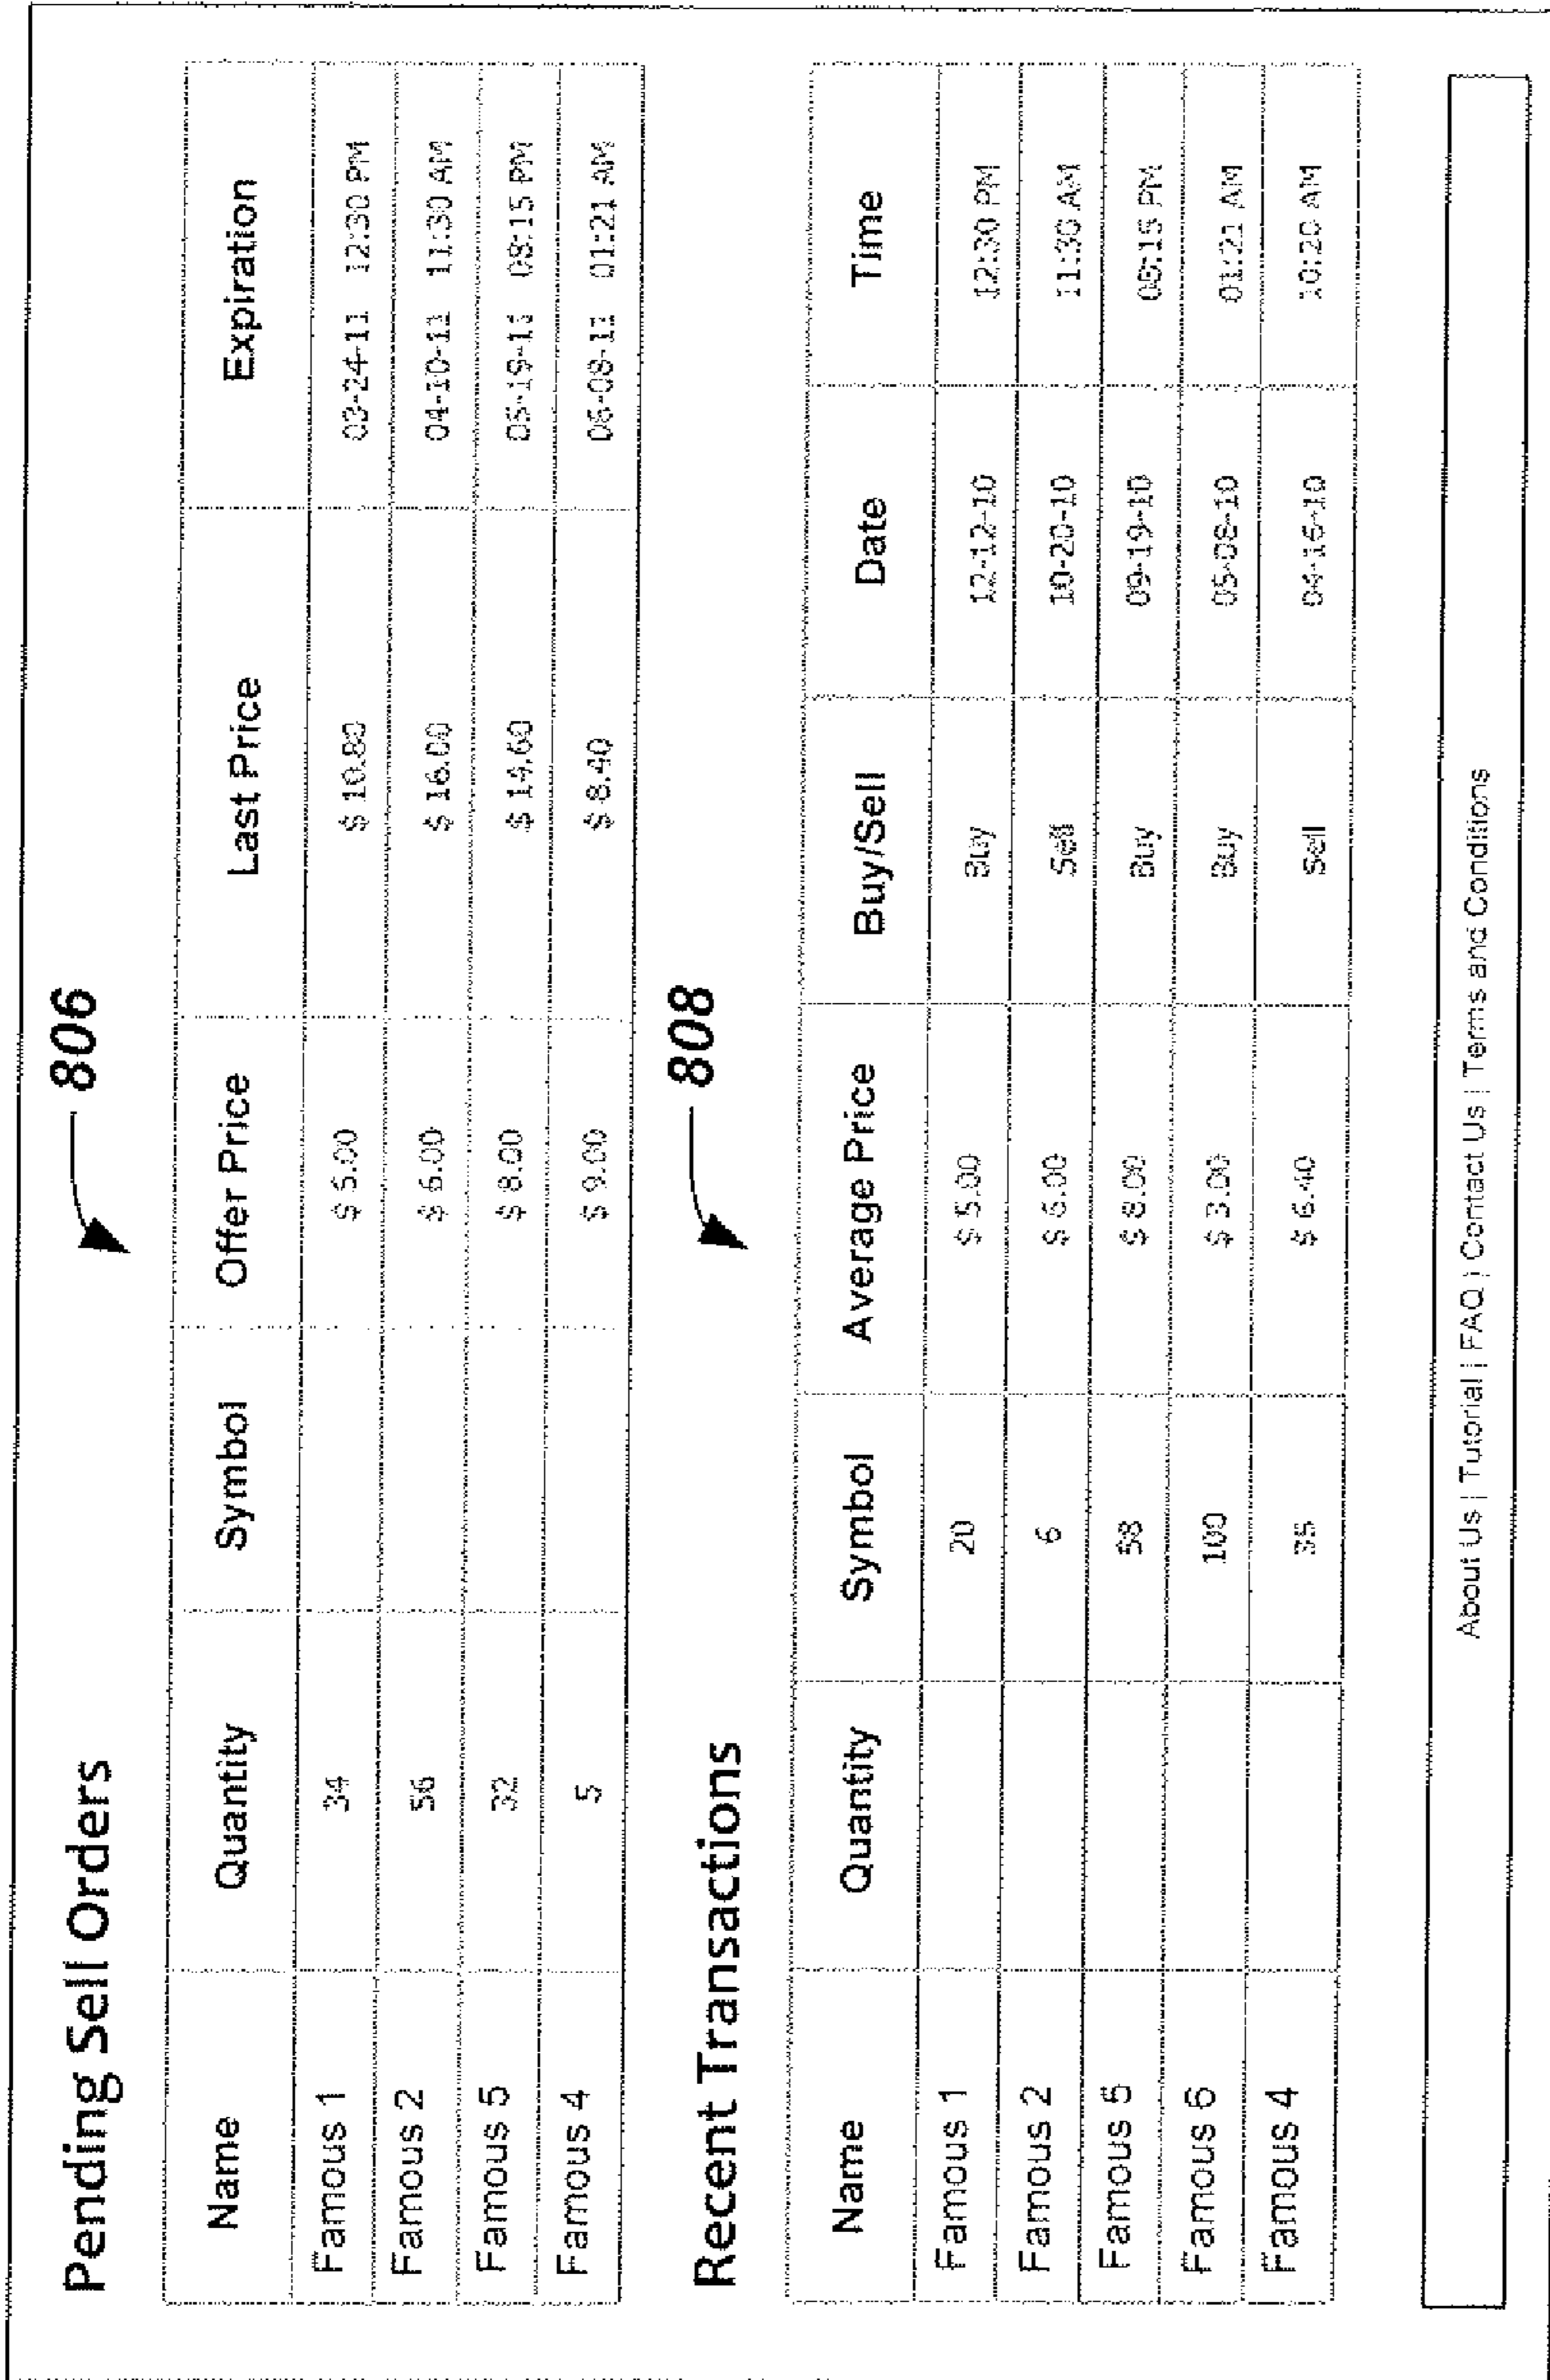 806
Pending Sell Orders
Name Quantity Symbol Offer Price Last Price Expiration
Famous 1 34 $ 5.00 $ 10.80 03-24-11 12:30 PM
Famous 2 56 $ 6.00 $ 16.00 04-10-11 11:30 AM
Famous 5 32 $ 8.00 $ 14.60 05-19-11 08:15 PM
Famous 4 5 $ 9.00 $ 8.40 01:21 AM
808
Recent Transactions
Name Quantity Symbol Average Price Buy/Sell Date Time
Famous 1 20 $ 5.00 Buy 12-12-10 12:30 PM
Famous 2 6 $ 6.00 Sell 10-20-10 11:30 AM
Famous 5 58 $ 8.00 Buy 09-19-10 08:15 PM
Famous 6 100 $ 3.00 Buy 05-08-10 01:21 AM
Famous 4 35 $ 6.40 Sell 04-16-10 10:20 AM
About Us | Tutorial | FAQ | Contact Us | Terms and Conditions